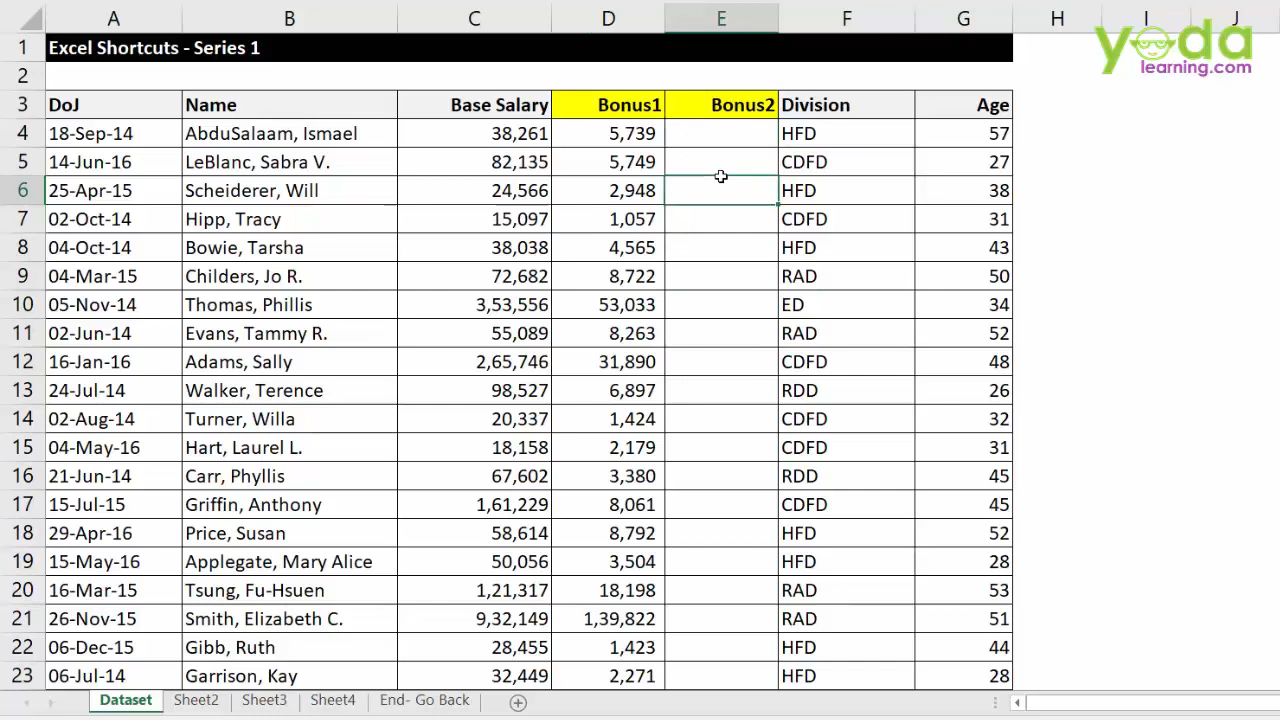 A B C D E F G H I J
yoda
learning.com
1 Excel Shortcuts - Series 1
2
3 DoJ Name Base Salary Bonus1 Bonus2 Division Age
4 18-Sep-14 AbduSalaam, Ismael 38,261 5,739 HFD 57
5 14-Jun-16 LeBlanc, Sabra V. 82,135 5,749 CDFD 27
6 25-Apr-15 Scheiderer, Will 24,566 2,948 HFD 38
7 02-Oct-14 Hipp, Tracy 15,097 1,057 CDFD 31
8 04-Oct-14 Bowie, Tarsha 38,038 4,565 HFD 43
9 04-Mar-15 Childers, Jo R. 72,682 8,722 RAD 50
10 05-Nov-14 Thomas, Phillis 3,53,556 53,033 ED 34
11 02-Jun-14 Evans, Tammy R. 55,089 8,263 RAD 52
12 16-Jan-16 Adams, Sally 2,65,746 31,890 CDFD 48
13 24-Jul-14 Walker, Terence 98,527 6,897 RDD 26
14 02-Aug-14 Turner, Willa 20,337 1,424 CDFD 32
15 04-May-16 Hart, Laurel L. 18,158 2,179 CDFD 31
16 21-Jun-14 Carr, Phyllis 67,602 3,380 RDD 45
17 15-Jul-15 Griffin, Anthony 1,61,229 8,061 CDFD 45
18 29-Apr-16 Price, Susan 58,614 8,792 HFD 52
19 15-May-16 Applegate, Mary Alice 50,056 3,504 HFD 28
20 16-Mar-15 Tsung, Fu-Hsuen 1,21,317 18,198 RAD 53
21 26-Nov-15 Smith, Elizabeth C. 9,32,149 1,39,822 RAD 51
22 06-Dec-15 Gibb, Ruth 28,455 1,423 HFD 44
23 06-Jul-14 Garrison, Kay 32,449 2,271 HFD 28
Dataset Sheet2 Sheet3 Sheet4 End- Go Back